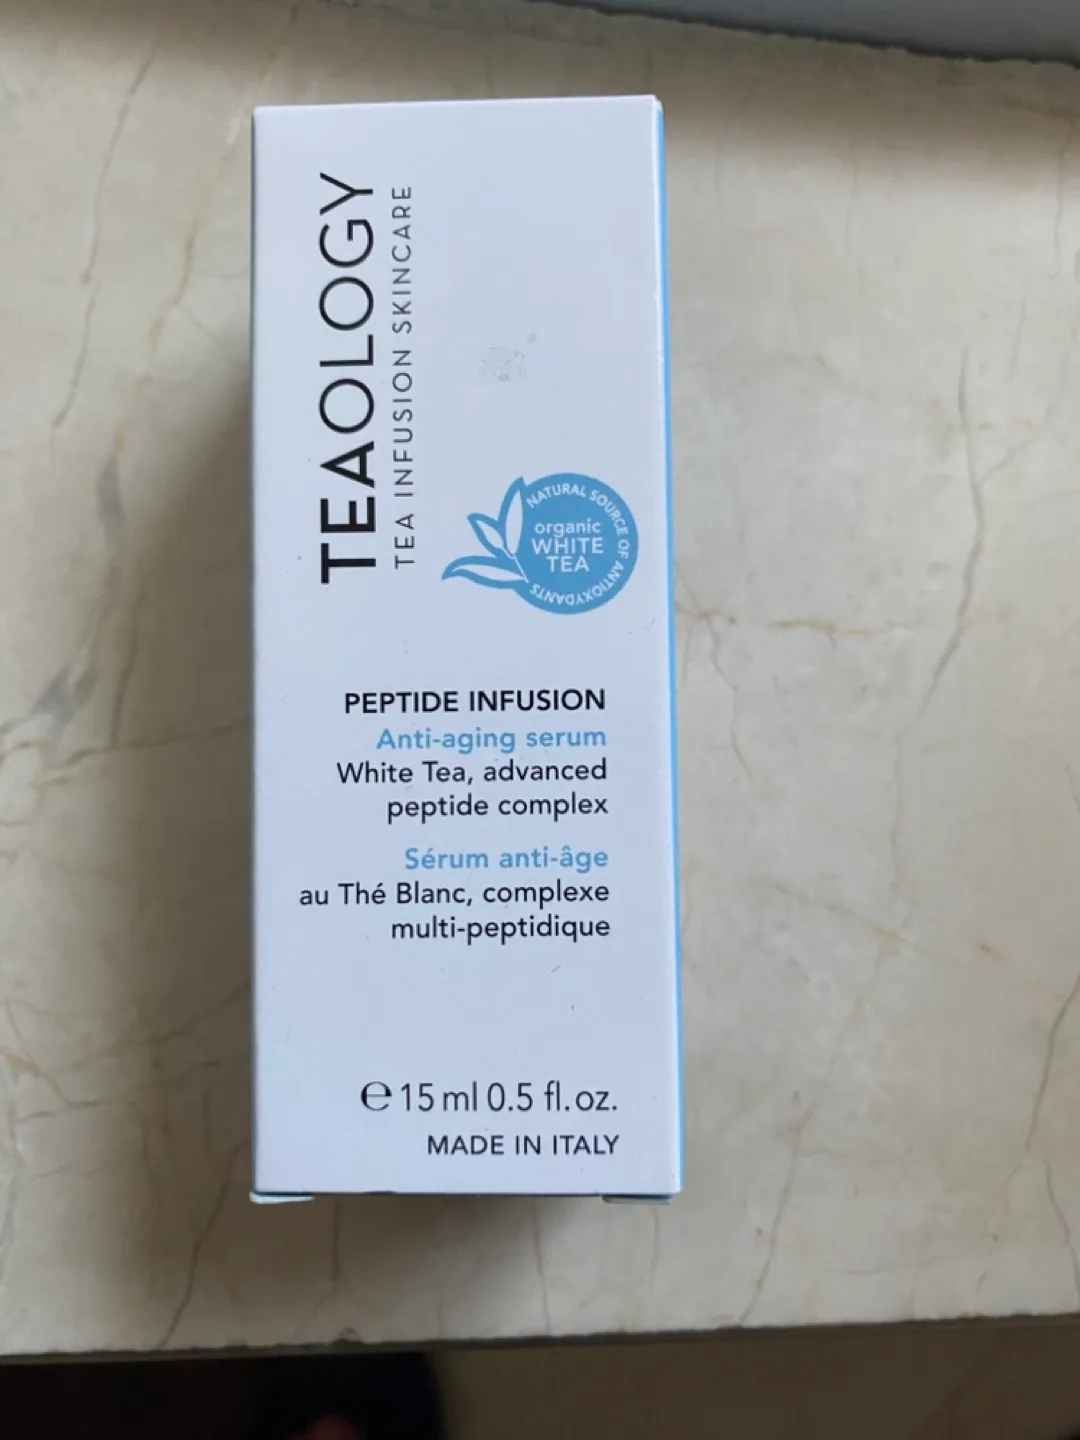 TEAOLOGY
TEA INFUSION SKINCARE
NATURAL SOURCE OF ANTIOXYDANTS
organic
WHITE
TEA
PEPTIDE INFUSION
Anti-aging serum
White Tea, advanced
peptide complex
Sérum anti-âge
au Thé Blanc, complexe
multi-peptidique
℮ 15 ml 0.5 fl.oz.
MADE IN ITALY